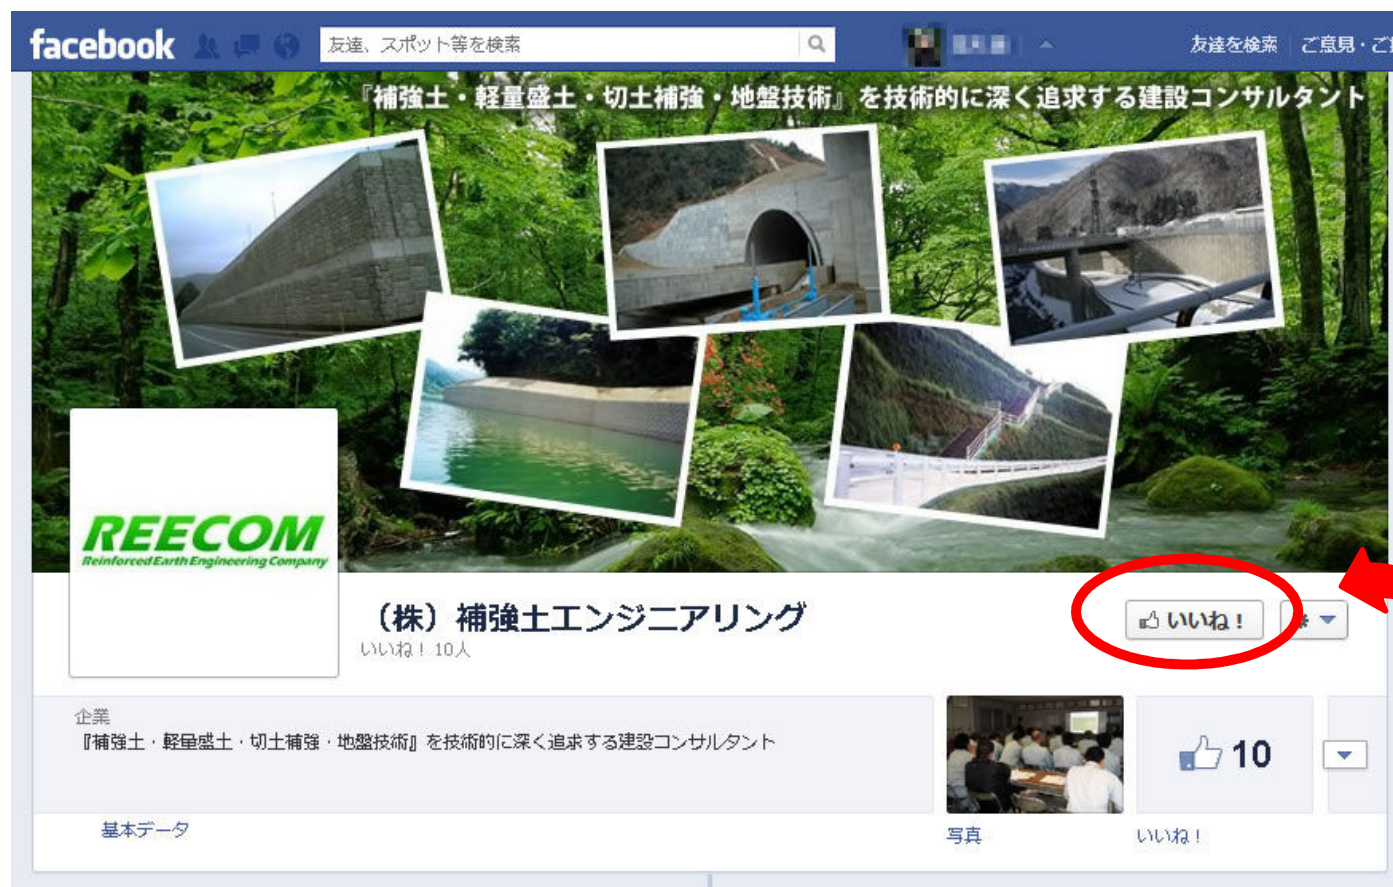 facebook
友達、スポット等を検索
友達を検索
ご意見・ご
『補強土・軽量盛土・切土補強・地盤技術』を技術的に深く追求する建設コンサルタント
REECOM
Reinforced Earth Engineering Company
（株）補強土エンジニアリング
いいね！10人
いいね！
企業
『補強土・軽量盛土・切土補強・地盤技術』を技術的に深く追求する建設コンサルタント
10
基本データ
写真
いいね！